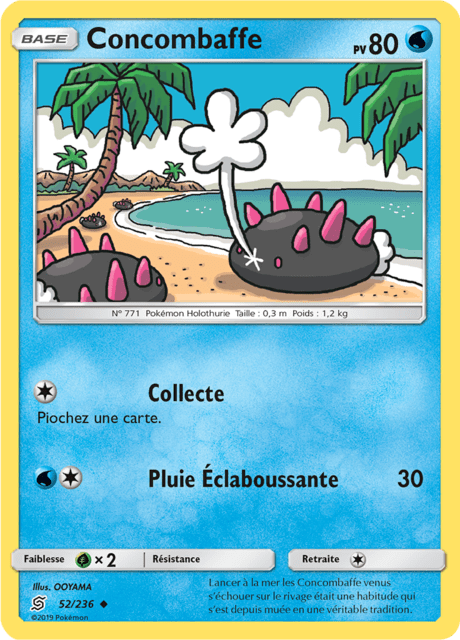 BASE Concombaffe PV 80
N° 771 Pokémon Holothurie Taille : 0,3 m Poids : 1,2 kg
Collecte
Piochez une carte.
Pluie Éclaboussante 30
Faiblesse ×2 Résistance Retraite
Illus. OOYAMA
52/236
©2019 Pokémon
Lancer à la mer les Concombaffe venus
s'échouer sur le rivage était une habitude qui
s'est depuis muée en une véritable tradition.